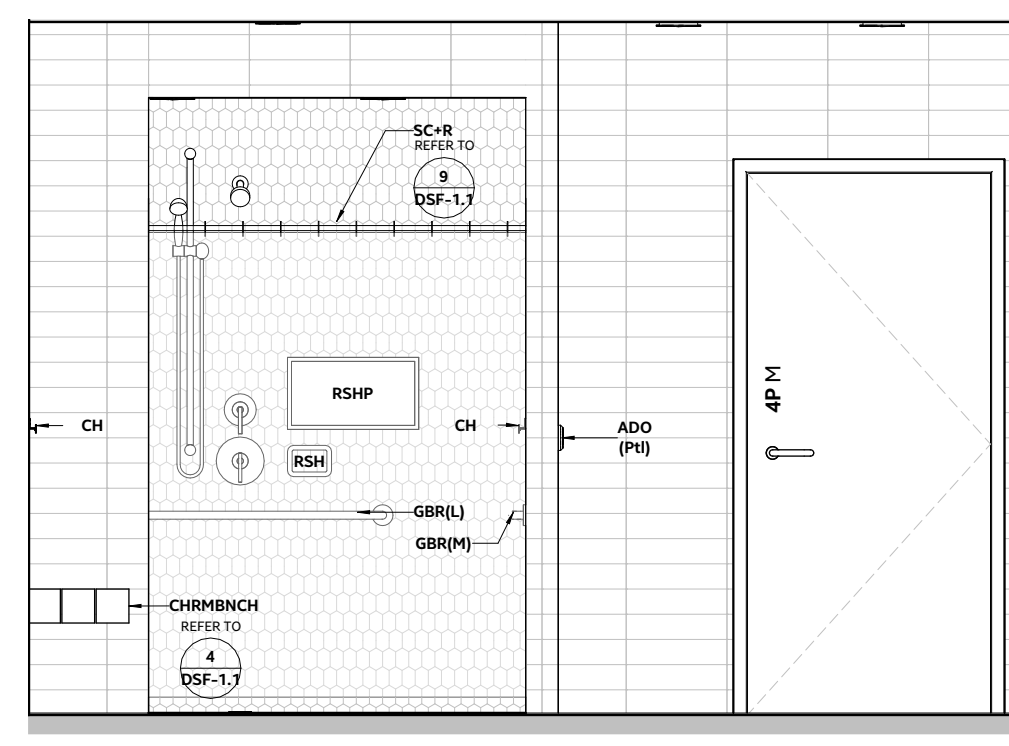 SC+R
REFER TO
9
DSF-1.1
4P M
RSHP
CH
CH
ADO
(Ptl)
RSH
GBR(L)
GBR(M)
CHRMBNCH
REFER TO
4
DSF-1.1